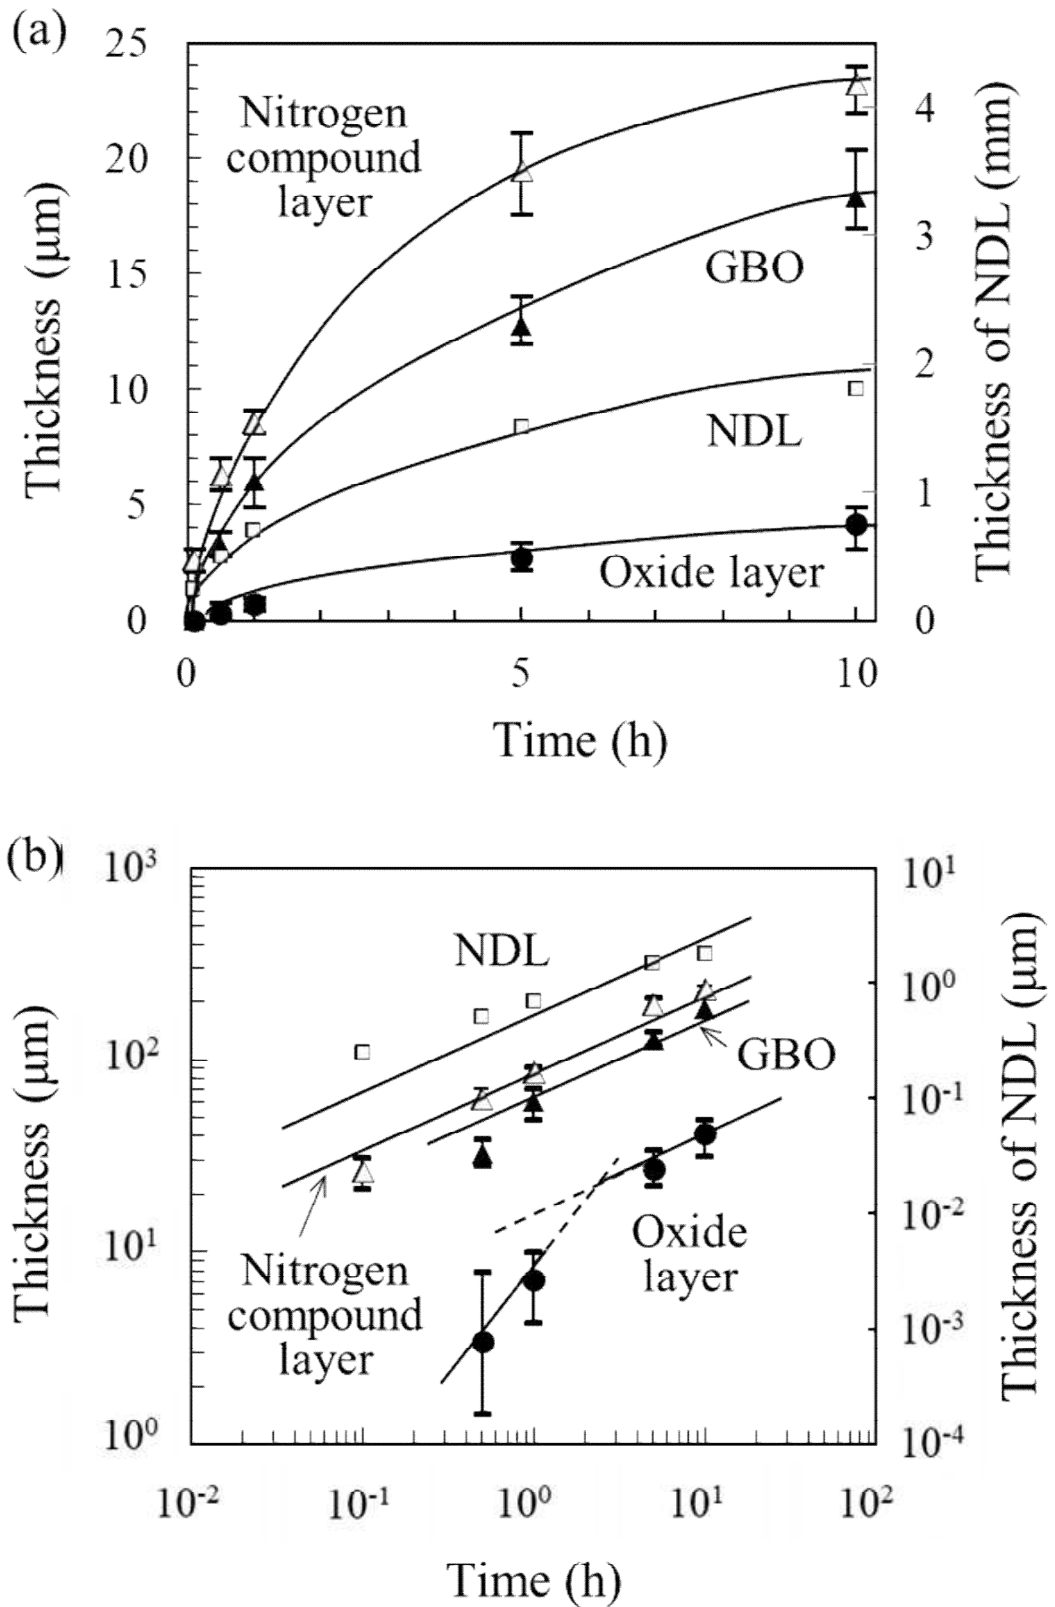 (a)
25
20
15
10
5
0
Thickness (μm)
Nitrogen
compound
layer
GBO
NDL
Oxide layer
4
3
2
1
0
Thickness of NDL (mm)
0 5 10
Time (h)
(b)
10³
10²
10¹
10⁰
Thickness (μm)
NDL
GBO
Oxide
layer
Nitrogen
compound
layer
10¹
10⁰
10⁻¹
10⁻²
10⁻³
10⁻⁴
Thickness of NDL (μm)
10⁻² 10⁻¹ 10⁰ 10¹ 10²
Time (h)